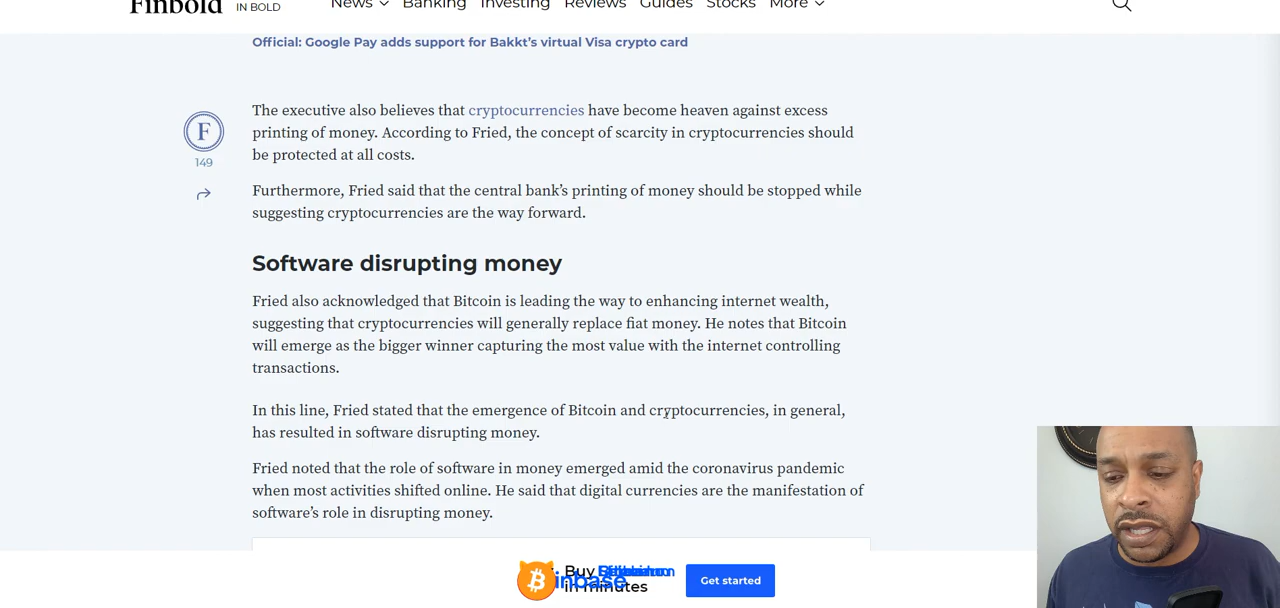 Finbold
IN BOLD
News Banking Investing Reviews Guides Stocks More
Official: Google Pay adds support for Bakkt's virtual Visa crypto card
The executive also believes that cryptocurrencies have become heaven against excess
printing of money. According to Fried, the concept of scarcity in cryptocurrencies should
be protected at all costs.
F
149
Furthermore, Fried said that the central bank's printing of money should be stopped while
suggesting cryptocurrencies are the way forward.
Software disrupting money
Fried also acknowledged that Bitcoin is leading the way to enhancing internet wealth,
suggesting that cryptocurrencies will generally replace fiat money. He notes that Bitcoin
will emerge as the bigger winner capturing the most value with the internet controlling
transactions.
In this line, Fried stated that the emergence of Bitcoin and cryptocurrencies, in general,
has resulted in software disrupting money.
Fried noted that the role of software in money emerged amid the coronavirus pandemic
when most activities shifted online. He said that digital currencies are the manifestation of
software's role in disrupting money.
Buy
in minutes
Get started